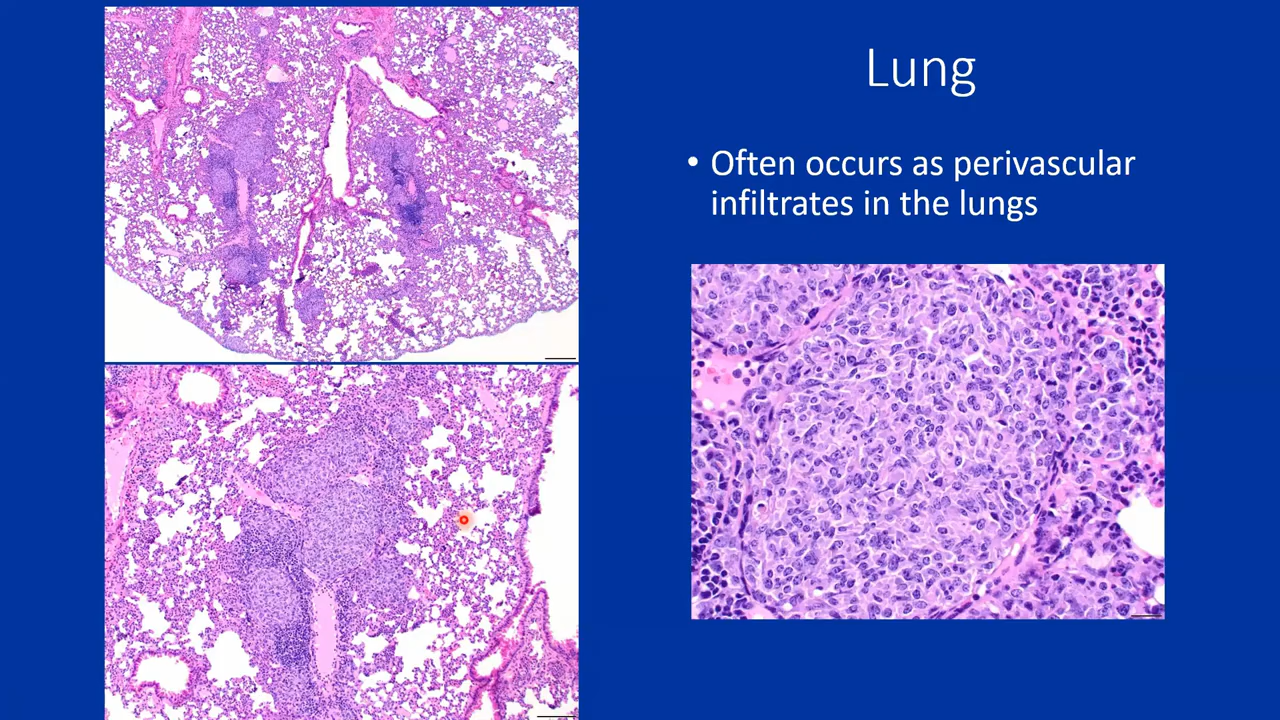 Lung
• Often occurs as perivascular
infiltrates in the lungs